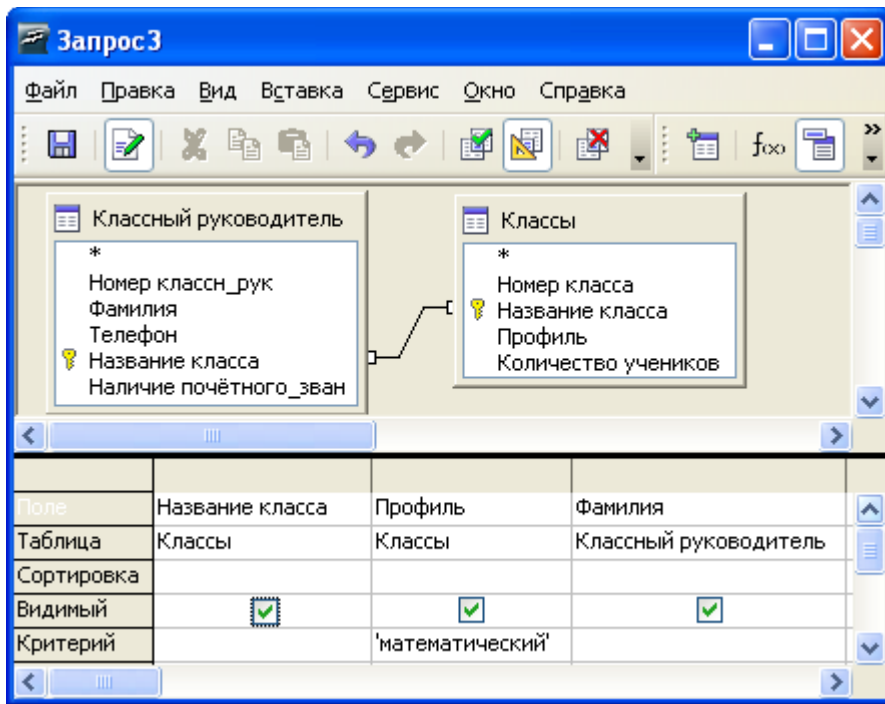 Запрос3
Файл Правка Вид Вставка Сервис Окно Справка
f(x)
Классный руководитель
*
Номер классн_рук
Фамилия
Телефон
Название класса
Наличие почётного_зван
Классы
*
Номер класса
Название класса
Профиль
Количество учеников
Поле Название класса Профиль Фамилия
Таблица Классы Классы Классный руководитель
Сортировка
Видимый
Критерий 'математический'